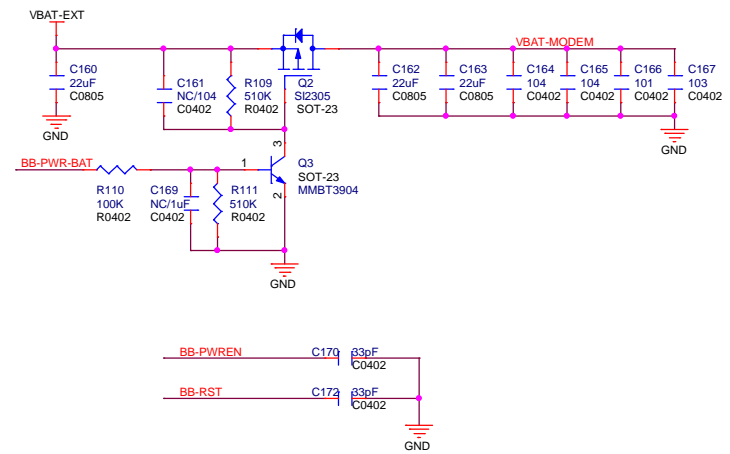 VBAT-EXT
VBAT-MODEM
C160
22uF
C0805
C161
NC/104
C0402
R109
510K
R0402
Q2
SI2305
SOT-23
C162
22uF
C0805
C163
22uF
C0805
C164
104
C0402
C165
104
C0402
C166
101
C0402
C167
103
C0402
GND
GND
BB-PWR-BAT
R110
100K
R0402
C169
NC/1uF
C0402
R111
510K
R0402
1
3
2
Q3
SOT-23
MMBT3904
GND
BB-PWREN
C170
33pF
C0402
BB-RST
C172
33pF
C0402
GND